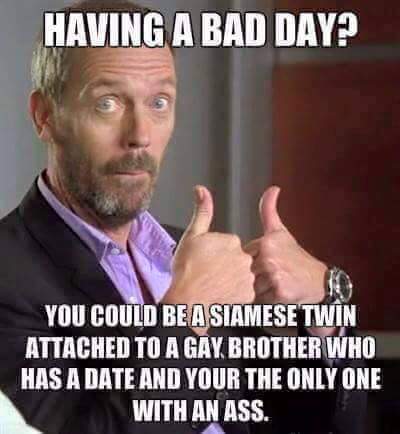 HAVING A BAD DAY?
YOU COULD BE A SIAMESE TWIN
ATTACHED TO A GAY BROTHER WHO
HAS A DATE AND YOUR THE ONLY ONE
WITH AN ASS.